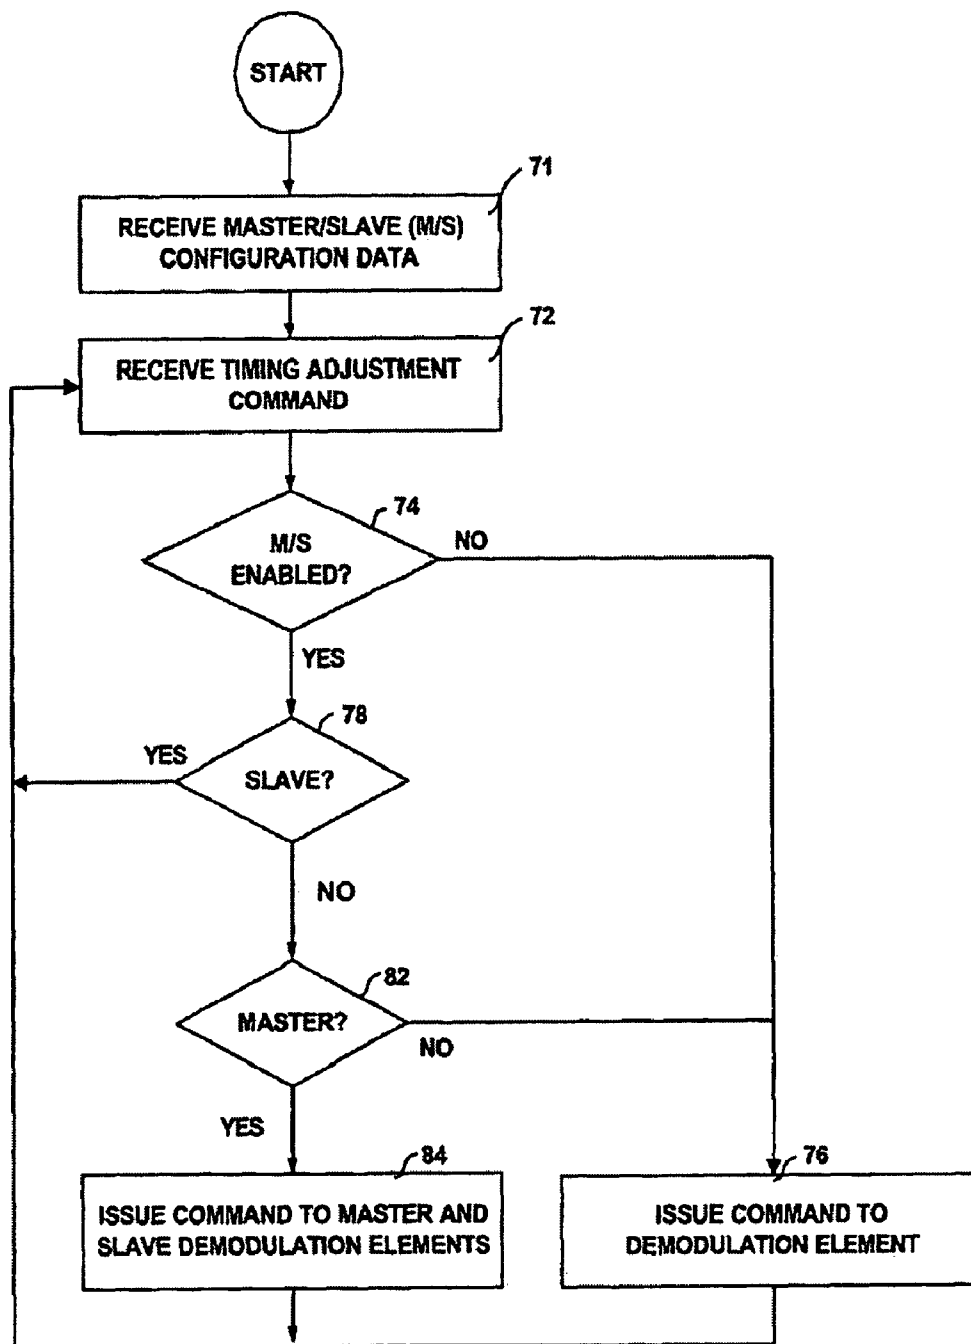 START
71
RECEIVE MASTER/SLAVE (M/S)
CONFIGURATION DATA
72
RECEIVE TIMING ADJUSTMENT
COMMAND
74
M/S
ENABLED?
NO
YES
78
YES
SLAVE?
NO
82
MASTER?
NO
YES
84
ISSUE COMMAND TO MASTER AND
SLAVE DEMODULATION ELEMENTS
76
ISSUE COMMAND TO
DEMODULATION ELEMENT